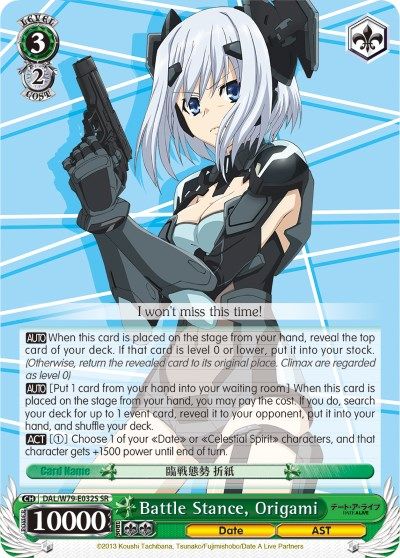 LEVEL
3
2
COST
I won't miss this time!
AUTO When this card is placed on the stage from your hand, reveal the top
card of your deck. If that card is level 0 or lower, put it into your stock.
(Otherwise, return the revealed card to its original place. Climax are regarded
as level 0)
AUTO [Put 1 card from your hand into your waiting room] When this card is
placed on the stage from your hand, you may pay the cost. If you do, search
your deck for up to 1 event card, reveal it to your opponent, put it into your
hand, and shuffle your deck.
ACT [①] Choose 1 of your «Date» or «Celestial Spirit» characters, and that
character gets +1500 power until end of turn.
Card Name 臨戦態勢 折紙
CH DAL/W79-E032S SR
Battle Stance, Origami
デート・ア・ライブ
DATE A LIVE
POWER 10000
Date
AST
©2013 Koushi Tachibana, Tsunako/Fujimishobo/Date A Live Partners